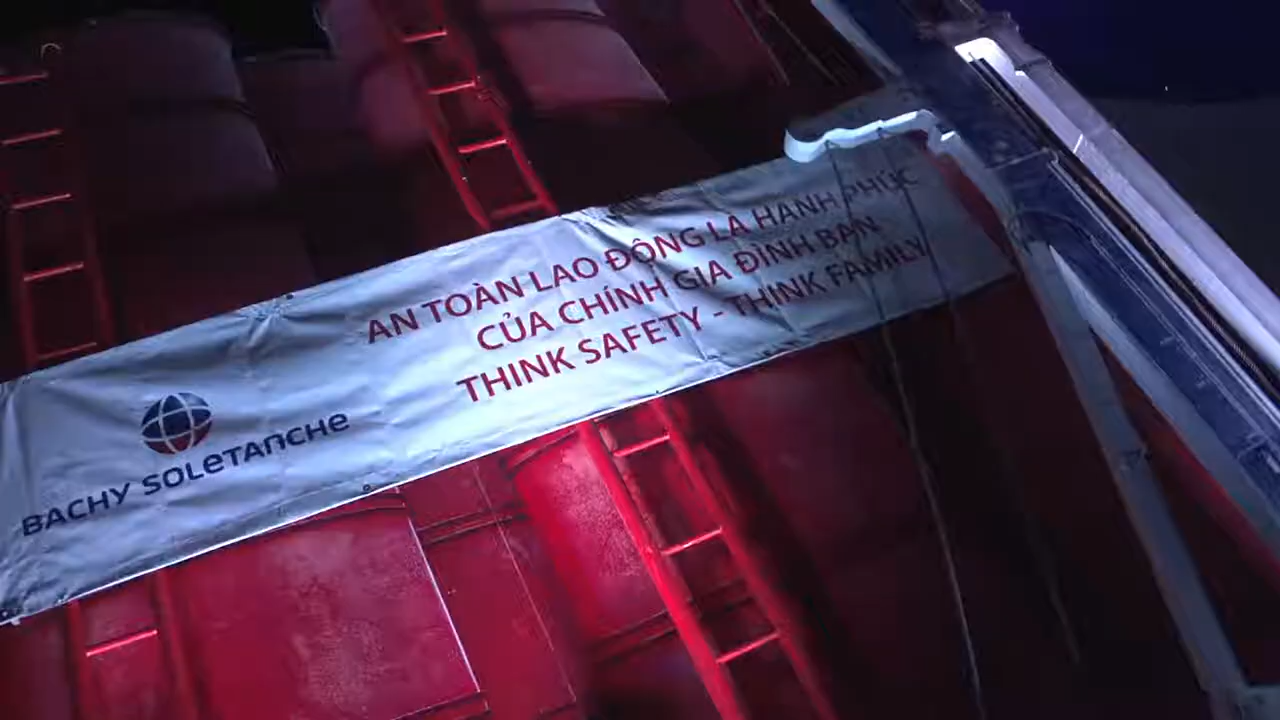 AN TOÀN LAO ĐỘNG LÀ HẠNH PHÚC
CỦA CHÍNH GIA ĐÌNH BẠN
THINK SAFETY - THINK FAMILY
BACHY SOLETANCHE